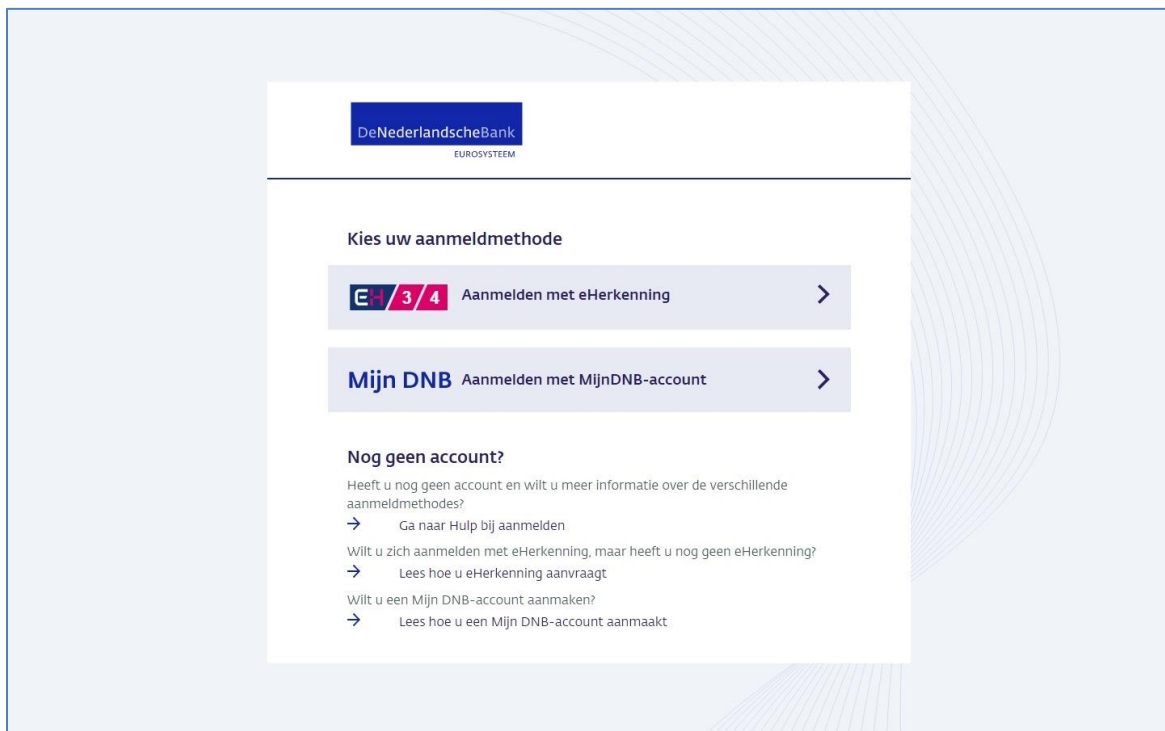 DeNederlandscheBank
EUROSYSTEEM
Kies uw aanmeldmethode
EH/3/4 Aanmelden met eHerkenning
Mijn DNB Aanmelden met MijnDNB-account
Nog geen account?
Heeft u nog geen account en wilt u meer informatie over de verschillende
aanmeldmethodes?
→ Ga naar Hulp bij aanmelden
Wilt u zich aanmelden met eHerkenning, maar heeft u nog geen eHerkenning?
→ Lees hoe u eHerkenning aanvraagt
Wilt u een Mijn DNB-account aanmaken?
→ Lees hoe u een Mijn DNB-account aanmaakt